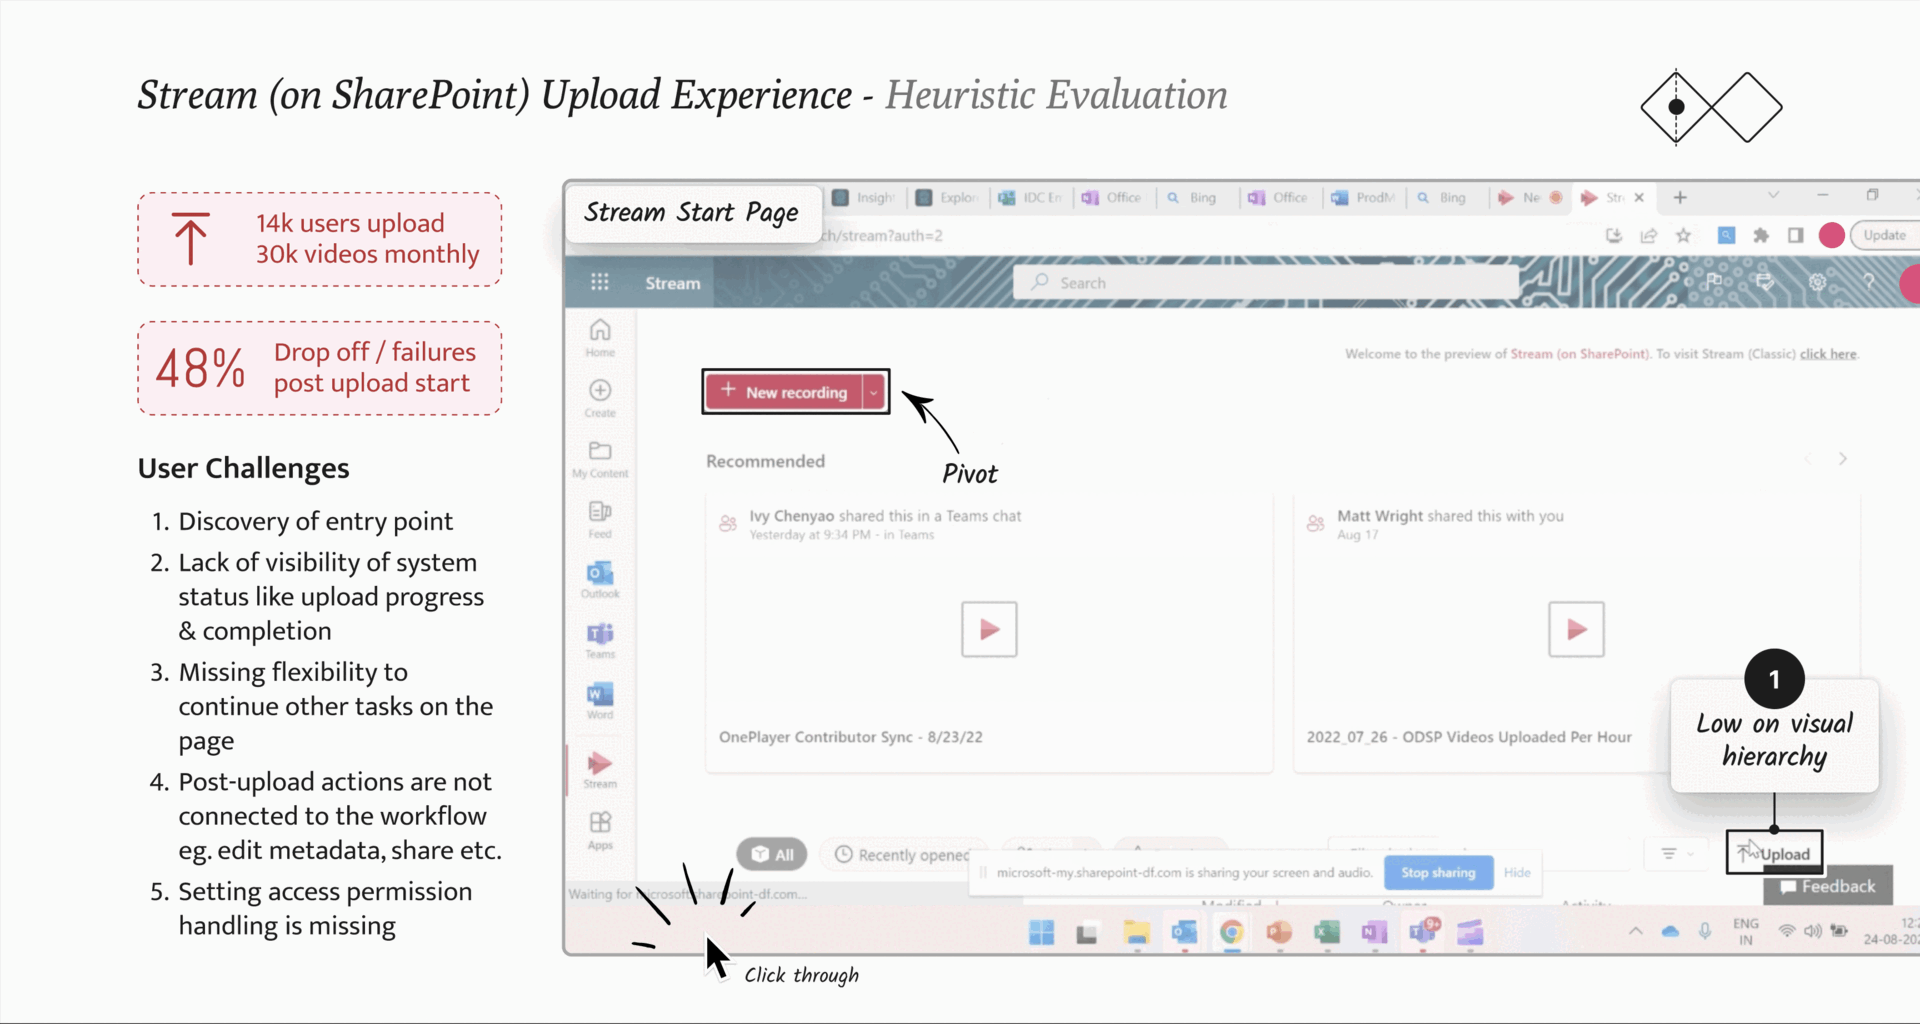 Stream (on SharePoint) Upload Experience - Heuristic Evaluation
14k users upload
30k videos monthly
48%
Drop off / failures
post upload start
User Challenges
1. Discovery of entry point
2. Lack of visibility of system
status like upload progress
& completion
3. Missing flexibility to
continue other tasks on the
page
4. Post-upload actions are not
connected to the workflow
eg. edit metadata, share etc.
5. Setting access permission
handling is missing
Stream Start Page
Insigh
Explor
IDC En
Office
Bing
Office
ProdM
Bing
Ne
Str
ch/stream?auth=2
Update
Stream
Search
Home
Create
My Content
Feed
Outlook
Teams
Word
Stream
Apps
Welcome to the preview of Stream (on SharePoint). To visit Stream (Classic) click here.
+ New recording
Pivot
Recommended
Ivy Chenyao shared this in a Teams chat
Yesterday at 9:34 PM - in Teams
OnePlayer Contributor Sync - 8/23/22
Matt Wright shared this with you
Aug 17
2022_07_26 - ODSP Videos Uploaded Per Hour
1
Low on visual
hierarchy
All
Recently opened
Upload
microsoft-my.sharepoint-df.com is sharing your screen and audio.
Stop sharing
Hide
Feedback
Waiting for microsoft.sharepoint-df.com...
Modified
Activity
9+
ENG
IN
12:2
24-08-202
Click through